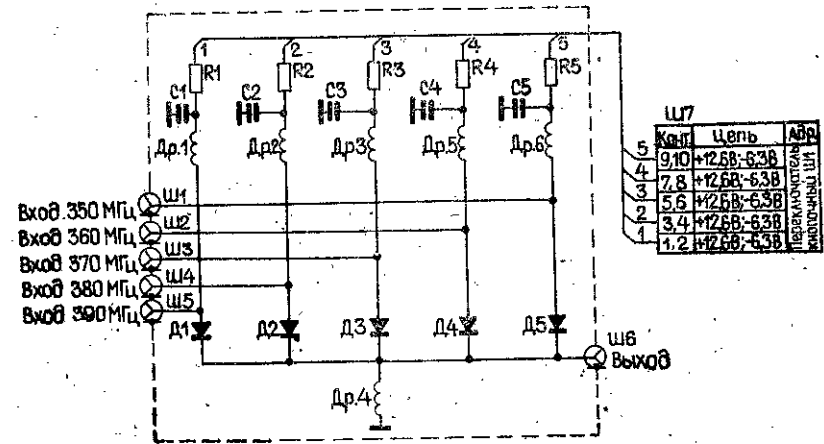 1 2 3 4 5
R1 R2 R3 R4 R5
C1 C2 C3 C4 C5
Др.1 Др2 Др3 Др.5 Др.6
Ш7
Конт. Цепь Адр.
5 9,10 +12,6В;-6,3В
4 7,8 +12,6В;-6,3В
3 5,6 +12,6В;-6,3В
2 3,4 +12,6В;-6,3В
1 1,2 +12,6В;-6,3В
Переключатель
кнопочный Ш1
Вход 350 МГц Ш1
Вход 360 МГц Ш2
Вход 370 МГц Ш3
Вход 380 МГц Ш4
Вход 390 МГц Ш5
Д1 Д2 Д3 Д4 Д5
Ш6
Выход
Др.4